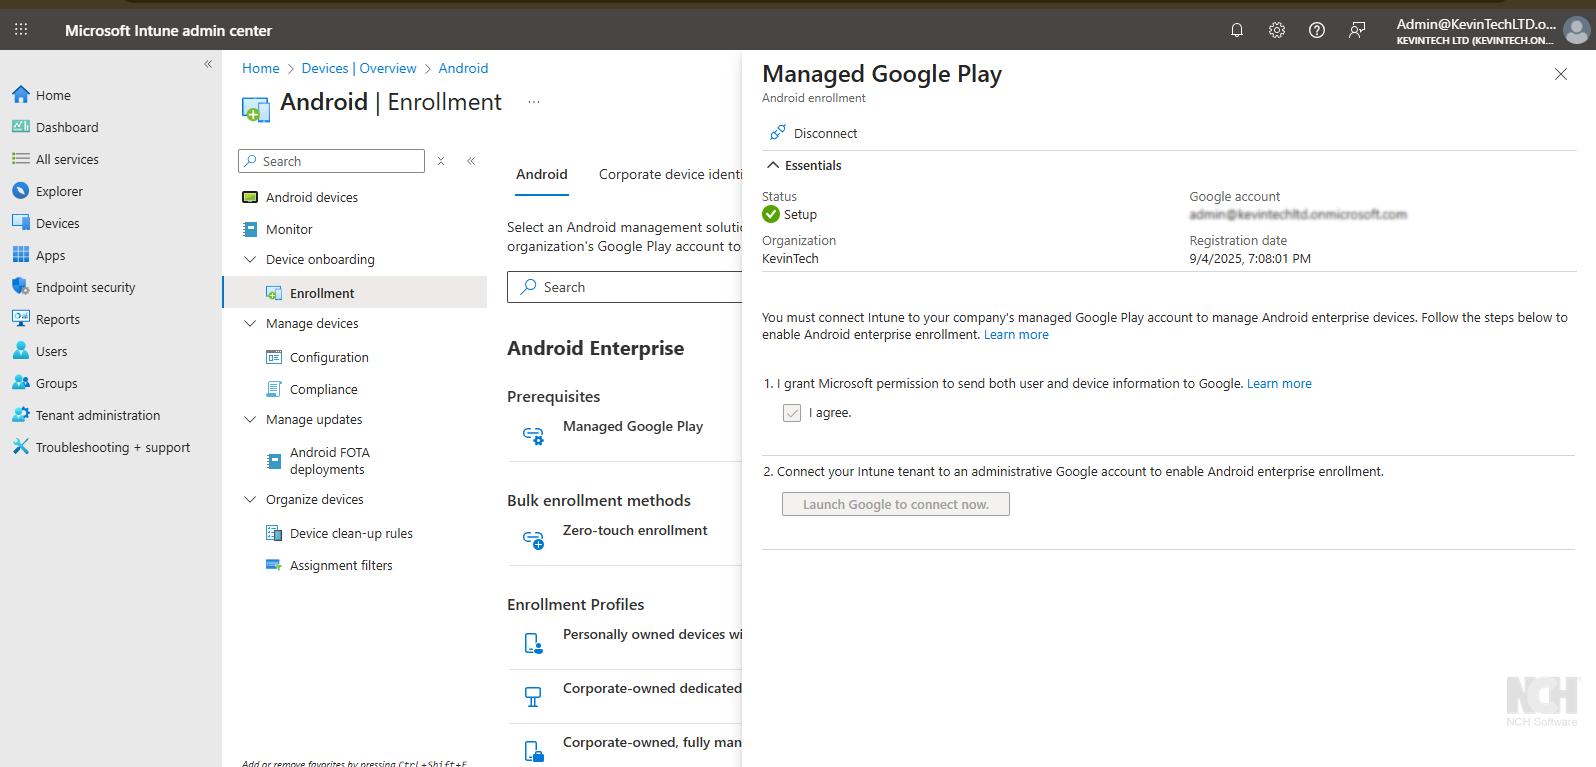 Microsoft Intune admin center
Admin@KevinTechLTD.o...
KEVINTECH LTD (KEVINTECH.ON...
Home
Dashboard
All services
Explorer
Devices
Apps
Endpoint security
Reports
Users
Groups
Tenant administration
Troubleshooting + support
Home > Devices | Overview > Android
Android | Enrollment
Search
Android devices
Monitor
Device onboarding
Enrollment
Manage devices
Configuration
Compliance
Manage updates
Android FOTA
deployments
Organize devices
Device clean-up rules
Assignment filters
Add or remove favorites by pressing Ctrl+Shift+F
Android Corporate device identi
Select an Android management soluti
organization's Google Play account to
Search
Android Enterprise
Prerequisites
Managed Google Play
Bulk enrollment methods
Zero-touch enrollment
Enrollment Profiles
Personally owned devices wi
Corporate-owned dedicated
Corporate-owned, fully man
Managed Google Play
Android enrollment
Disconnect
Essentials
Status
Setup
Google account
admin@kevintechltd.onmicrosoft.com
Organization
KevinTech
Registration date
9/4/2025, 7:08:01 PM
You must connect Intune to your company's managed Google Play account to manage Android enterprise devices. Follow the steps below to
enable Android enterprise enrollment. Learn more
1. I grant Microsoft permission to send both user and device information to Google. Learn more
I agree.
2. Connect your Intune tenant to an administrative Google account to enable Android enterprise enrollment.
Launch Google to connect now.
NCH
NCH Software